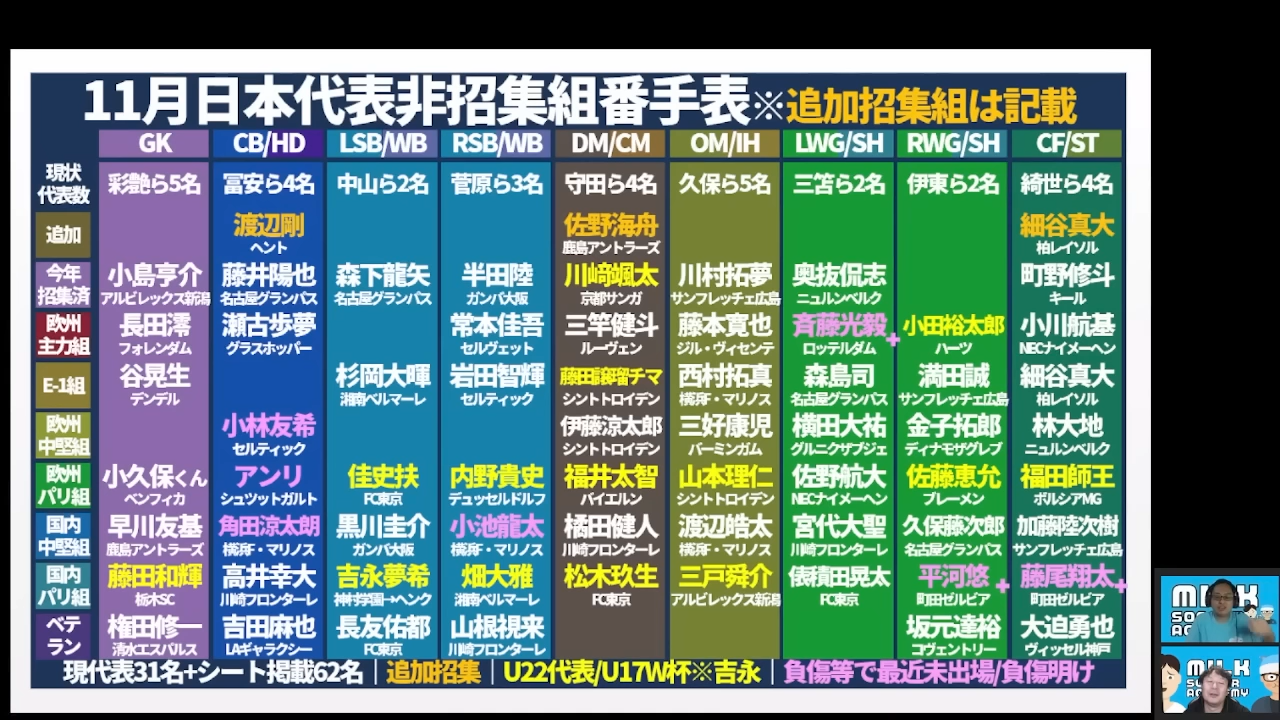 11月日本代表非招集組番手表※追加招集組は記載
GK CB/HD LSB/WB RSB/WB DM/CM OM/IH LWG/SH RWG/SH CF/ST
現状
代表数
彩艶ら5名 冨安ら4名 中山ら2名 菅原ら3名 守田ら4名 久保ら5名 三笘ら2名 伊東ら2名 綺世ら4名
追加
渡辺剛 佐野海舟 細谷真大
ヘント 鹿島アントラーズ 柏レイソル
今年
招集済
小島亨介 藤井陽也 森下龍矢 半田陸 川﨑颯太 川村拓夢 奥抜侃志 町野修斗
アルビレックス新潟 名古屋グランパス 名古屋グランパス ガンバ大阪 京都サンガ サンフレッチェ広島 ニュルンベルク キール
欧州
主力組
長田澪 瀬古歩夢 常本佳吾 三竿健斗 藤本寛也 斉藤光毅+ 小田裕太郎 小川航基
フォレンダム グラスホッパー セルヴェット ルーヴェン ジル・ヴィセンテ ロッテルダム ハーツ NECナイメーヘン
E-1組
谷晃生 杉岡大暉 岩田智輝 藤田譲瑠チマ 西村拓真 森島司 満田誠 細谷真大
デンデル 湘南ベルマーレ セルティック シントトロイデン 横浜F・マリノス 名古屋グランパス サンフレッチェ広島 柏レイソル
欧州
中堅組
小林友希 伊藤涼太郎 三好康児 横田大祐 金子拓郎 林大地
セルティック シントトロイデン バーミンガム グルニクザブジェ ディナモザグレブ ニュルンベルク
欧州
パリ組
小久保くん アンリ 佳史扶 内野貴史 福井太智 山本理仁 佐野航大 佐藤恵允 福田師王
ベンフィカ シュツットガルト FC東京 デュッセルドルフ バイエルン シントトロイデン NECナイメーヘン ブレーメン ボルシアMG
国内
中堅組
早川友基 角田涼太朗 黒川圭介 小池龍太 橘田健人 渡辺皓太 宮代大聖 久保藤次郎 加藤陸次樹
鹿島アントラーズ 横浜F・マリノス ガンバ大阪 横浜F・マリノス 川崎フロンターレ 横浜F・マリノス 川崎フロンターレ 名古屋グランパス サンフレッチェ広島
国内
パリ組
藤田和輝 高井幸大 吉永夢希 畑大雅 松木玖生 三戸舜介 俵積田晃太 平河悠+ 藤尾翔太+
栃木SC 川崎フロンターレ 神村学園→ヘンク 湘南ベルマーレ FC東京 アルビレックス新潟 FC東京 町田ゼルビア 町田ゼルビア
ベテ
ラン
権田修一 吉田麻也 長友佑都 山根視来 坂元達裕 大迫勇也
清水エスパルス LAギャラクシー FC東京 川崎フロンターレ コヴェントリー ヴィッセル神戸
現代表31名+シート掲載62名｜追加招集｜U22代表/U17W杯※吉永｜負傷等で最近未出場/負傷明け